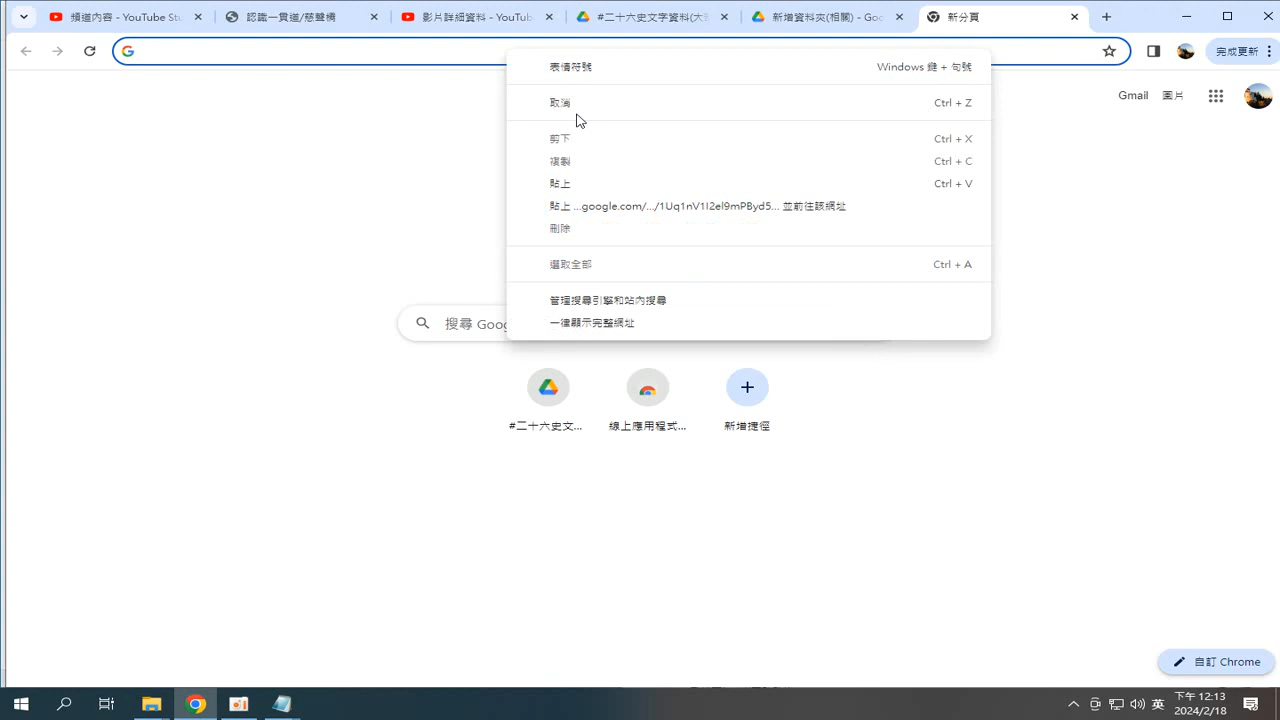 頻道內容 - YouTube Stu
認識一貫道/慈聲橋
影片詳細資料 - YouTub
#二十六史文字資料(大
新增資料夾(相關) - Goo
新分頁
完成更新
表情符號 Windows 鍵 + 句號
取消 Ctrl + Z
剪下 Ctrl + X
複製 Ctrl + C
貼上 Ctrl + V
貼上 ...google.com/.../1Uq1nV1I2eI9mPByd5... 並前往該網址
刪除
選取全部 Ctrl + A
管理搜尋引擎和站內搜尋
一律顯示完整網址
Gmail 圖片
搜尋 Goog
#二十六史文...
線上應用程式...
新增捷徑
自訂 Chrome
英
下午 12:13
2024/2/18